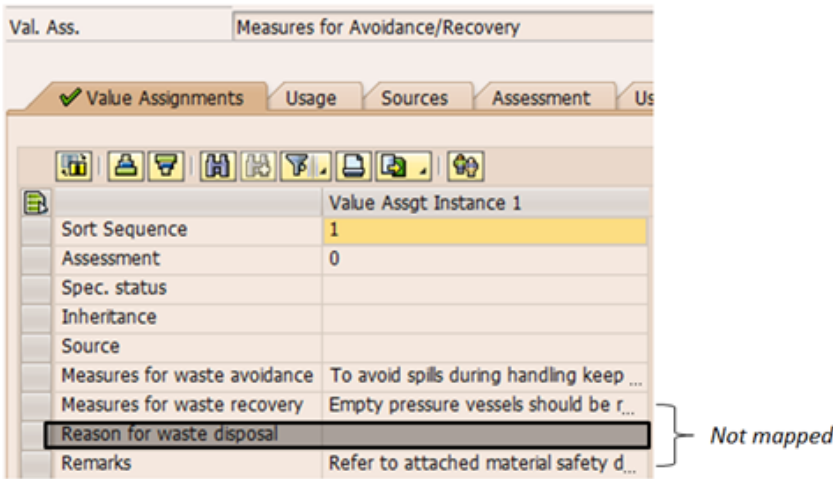 Val. Ass. Measures for Avoidance/Recovery
Value Assignments Usage Sources Assessment Us
Value Assgt Instance 1
Sort Sequence 1
Assessment 0
Spec. status
Inheritance
Source
Measures for waste avoidance To avoid spills during handling keep ...
Measures for waste recovery Empty pressure vessels should be r...
Reason for waste disposal
Remarks Refer to attached material safety d...
Not mapped